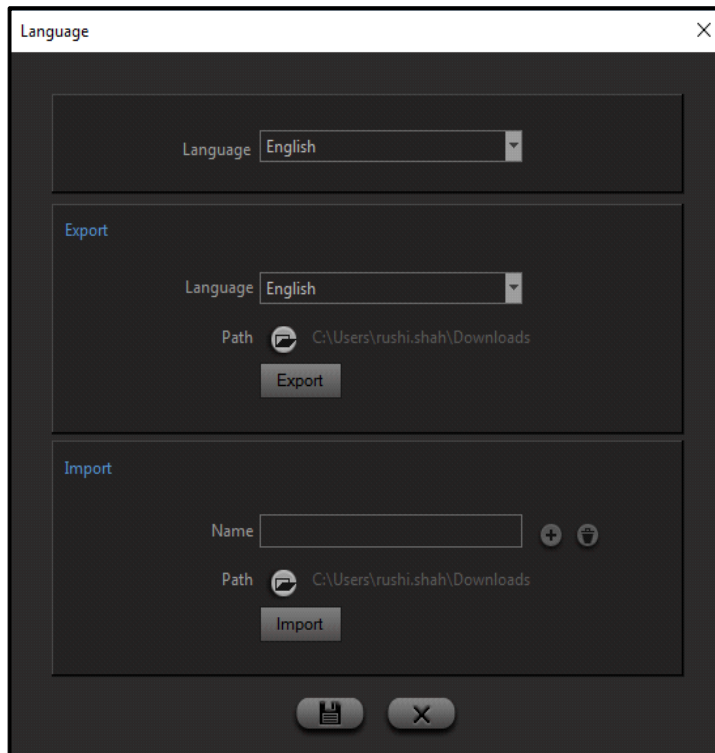 Language
Language English
Export
Language English
Path C:\Users\rushi.shah\Downloads
Export
Import
Name
Path C:\Users\rushi.shah\Downloads
Import